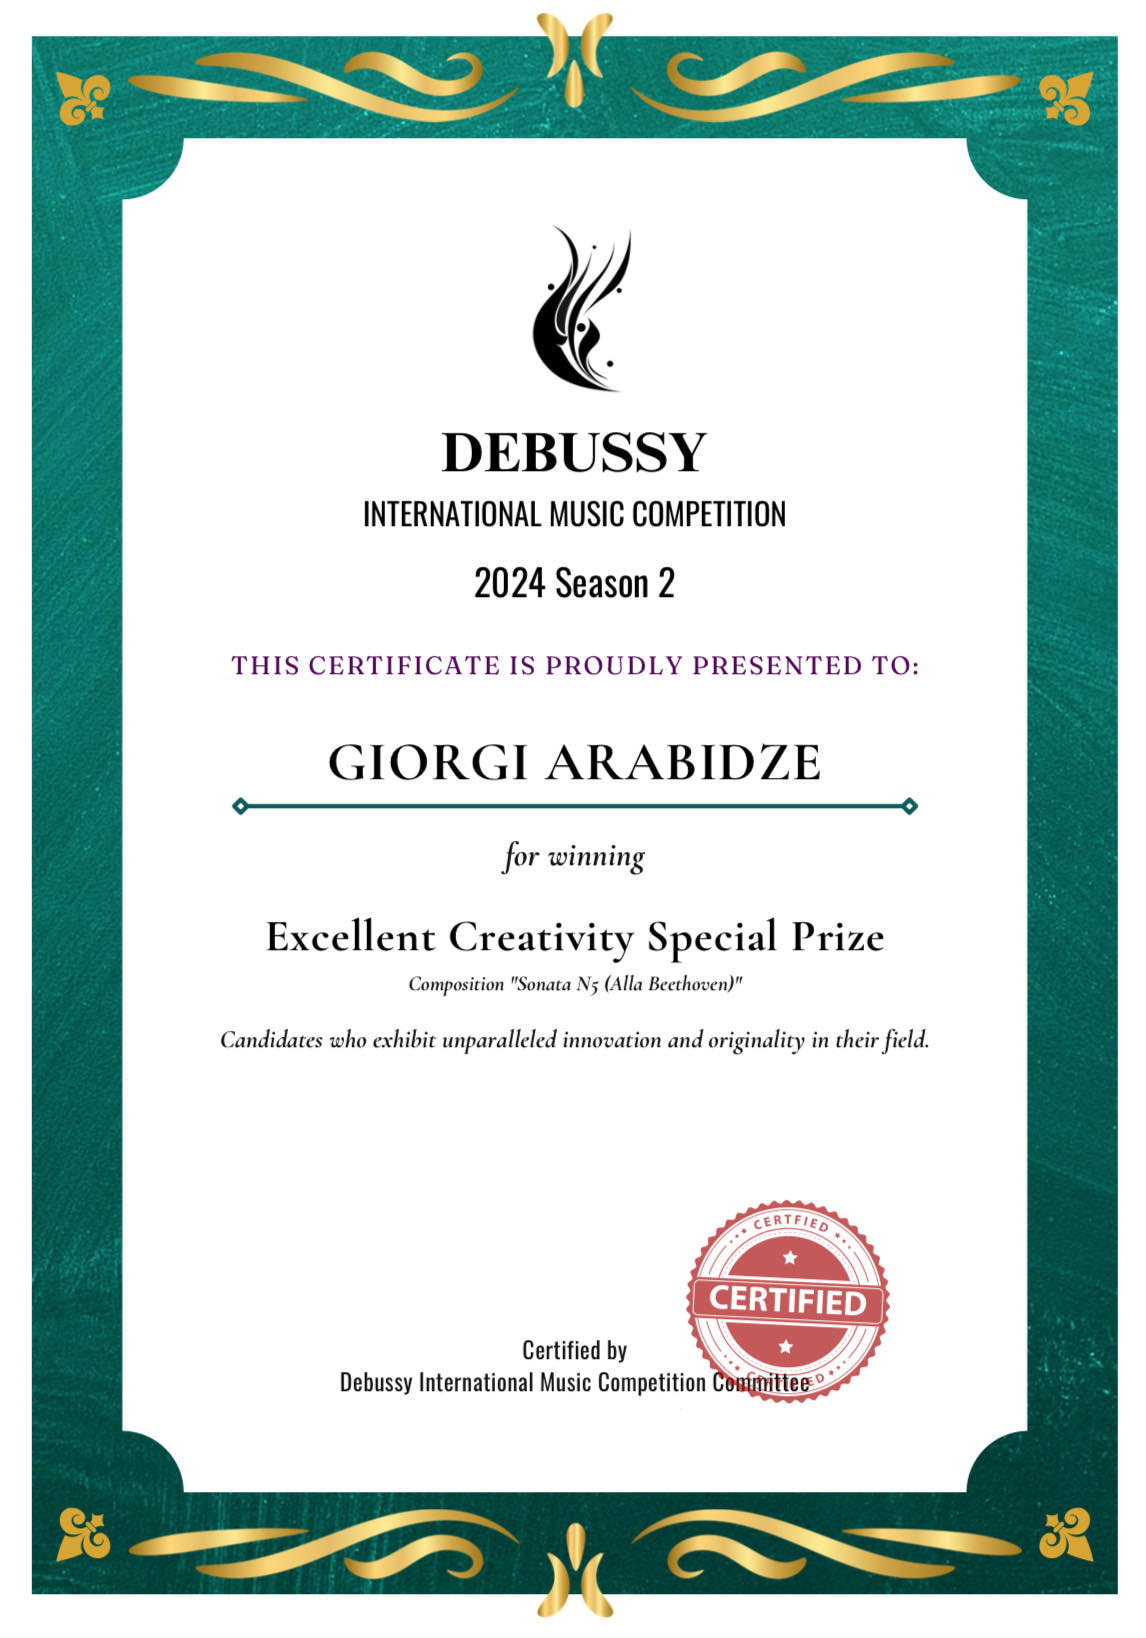 DEBUSSY
INTERNATIONAL MUSIC COMPETITION
2024 Season 2
THIS CERTIFICATE IS PROUDLY PRESENTED TO:
GIORGI ARABIDZE
for winning
Excellent Creativity Special Prize
Composition "Sonata N5 (Alla Beethoven)"
Candidates who exhibit unparalleled innovation and originality in their field.
CERTFIED
CERTIFIED
Certified by
Debussy International Music Competition Committee